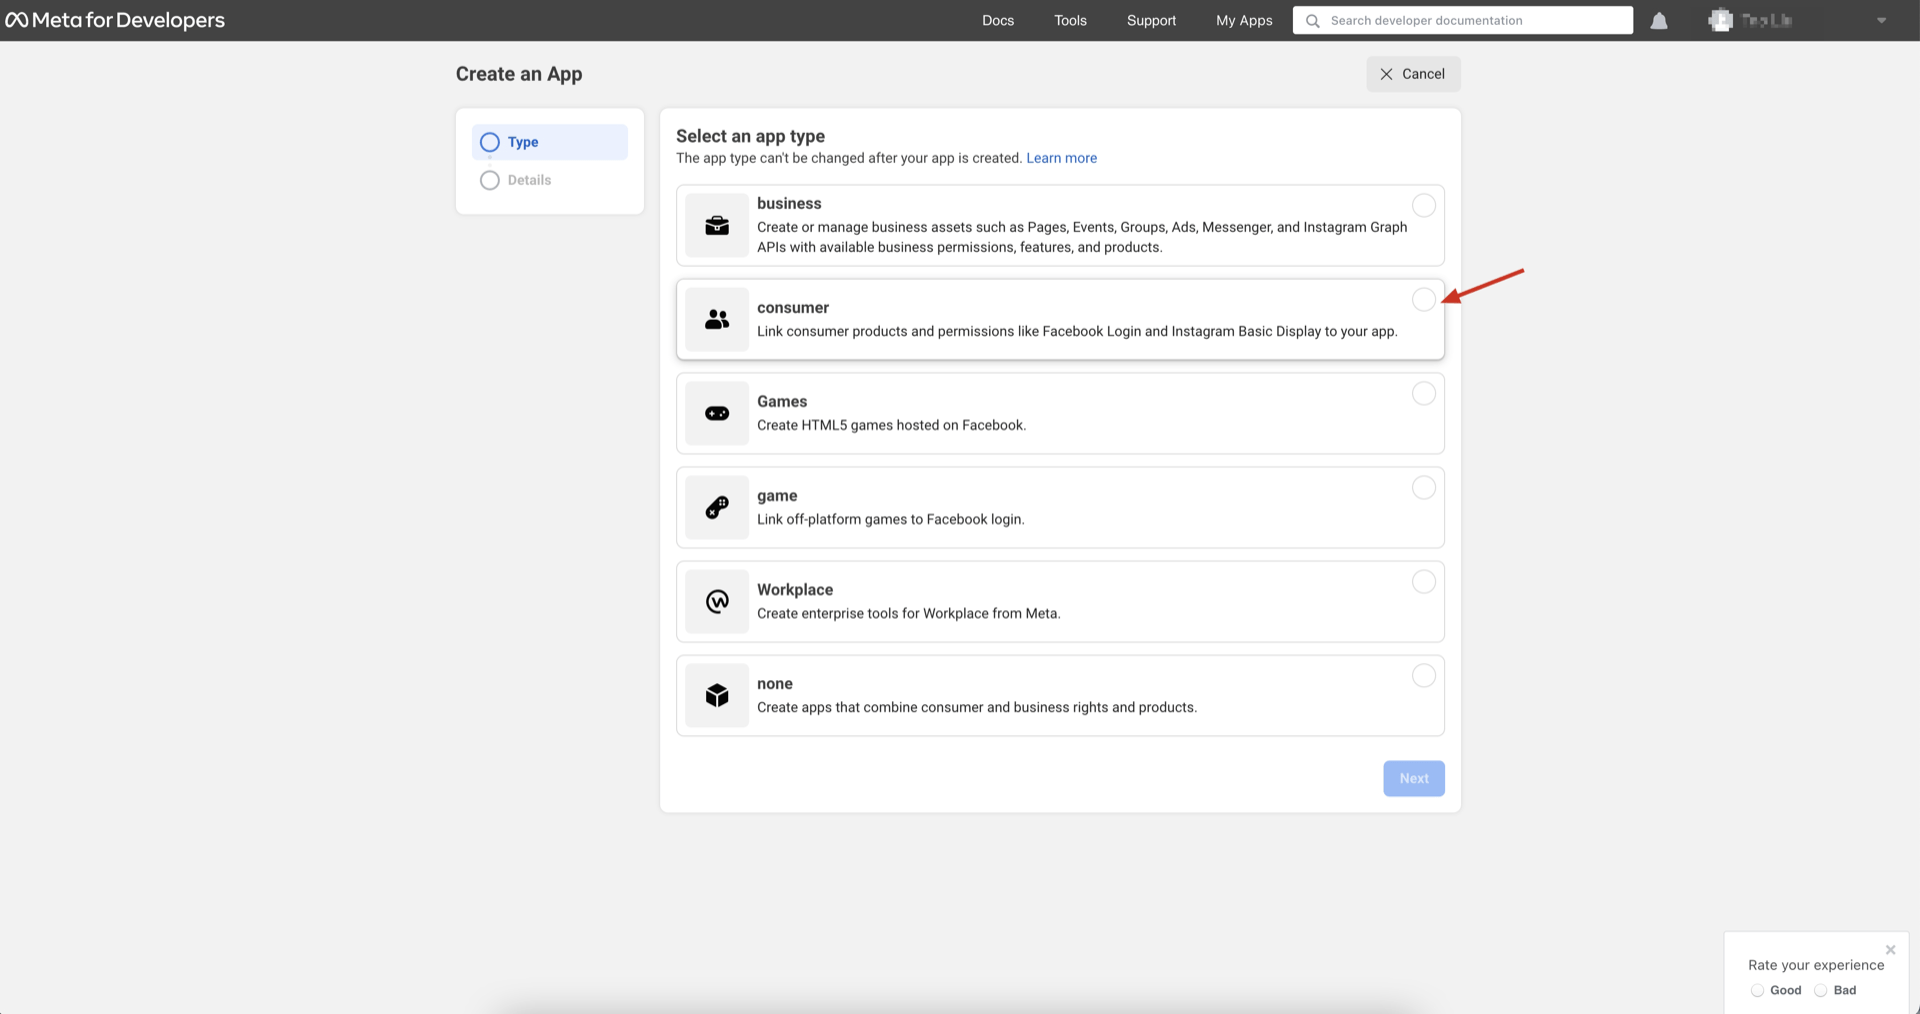 Meta for Developers
Docs
Tools
Support
My Apps
Search developer documentation
Create an App
Cancel
Type
Details
Select an app type
The app type can't be changed after your app is created. Learn more
business
Create or manage business assets such as Pages, Events, Groups, Ads, Messenger, and Instagram Graph
APIs with available business permissions, features, and products.
consumer
Link consumer products and permissions like Facebook Login and Instagram Basic Display to your app.
Games
Create HTML5 games hosted on Facebook.
game
Link off-platform games to Facebook login.
Workplace
Create enterprise tools for Workplace from Meta.
none
Create apps that combine consumer and business rights and products.
Next
Rate your experience
Good
Bad